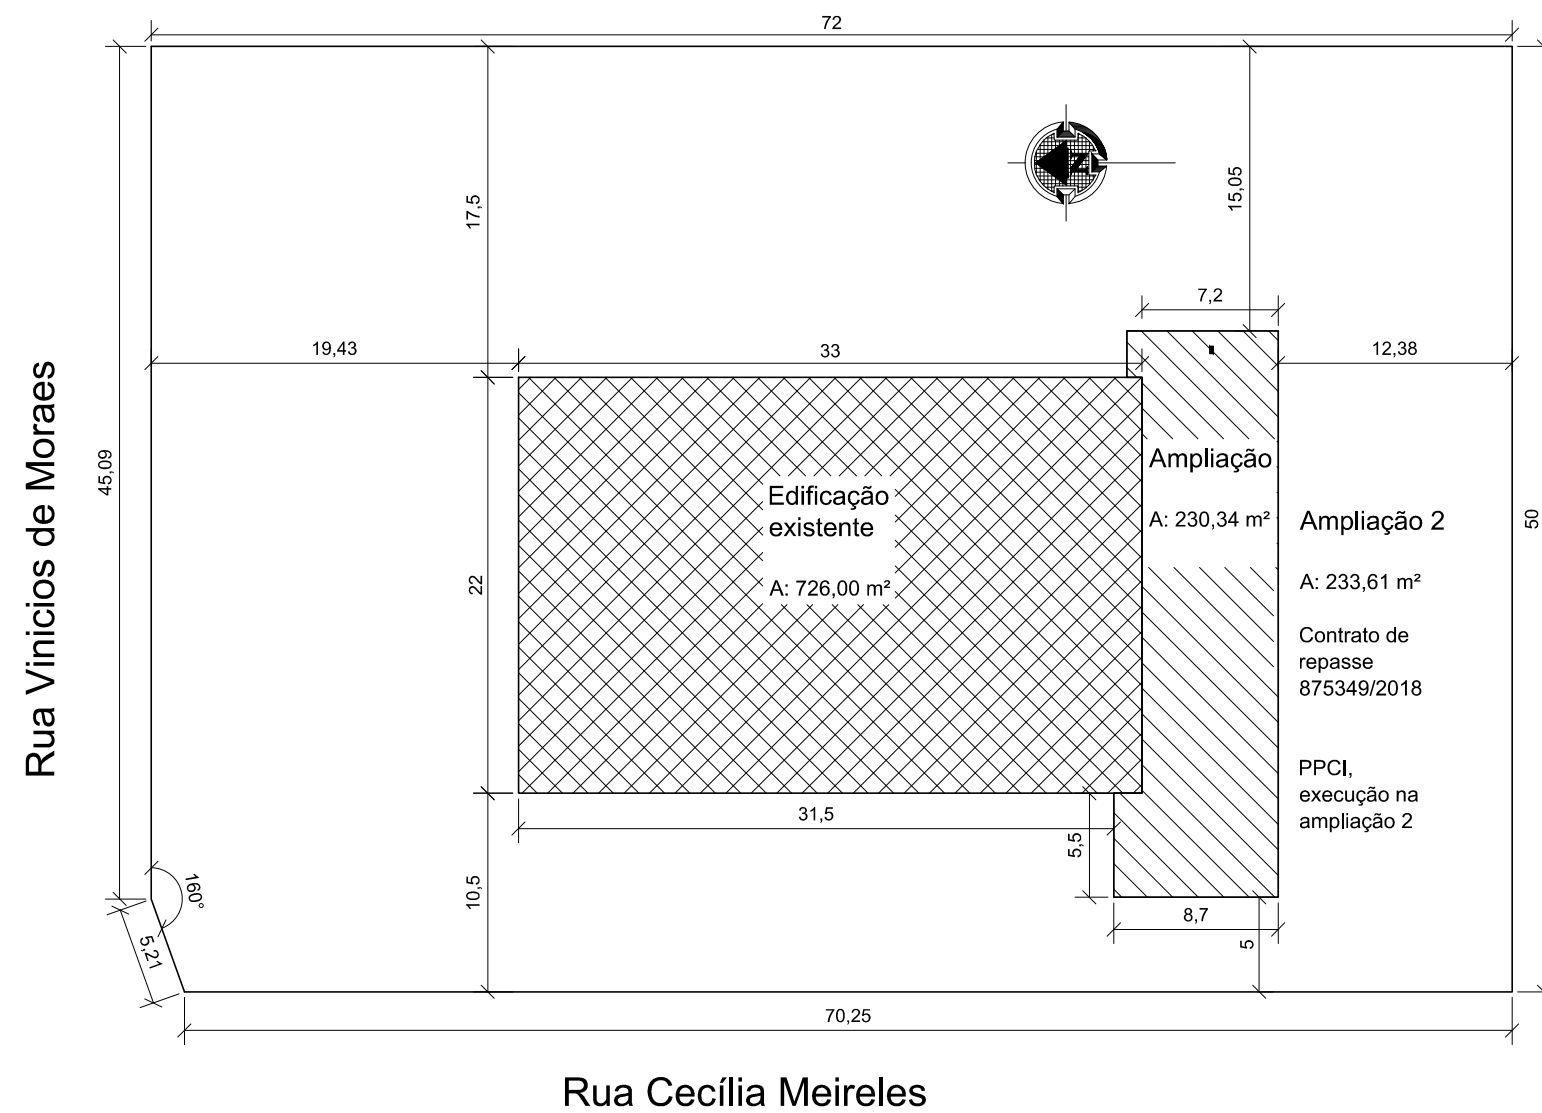 72
17,5
15,05
N
7,2
19,43
33
12,38
Rua Vinicios de Moraes
45,09
50
Edificação
existente
A: 726,00 m²
22
Ampliação
A: 230,34 m²
Ampliação 2
A: 233,61 m²
Contrato de
repasse
875349/2018
PPCI,
execução na
ampliação 2
31,5
5,5
160°
5,21
10,5
8,7
5
70,25
Rua Cecília Meireles